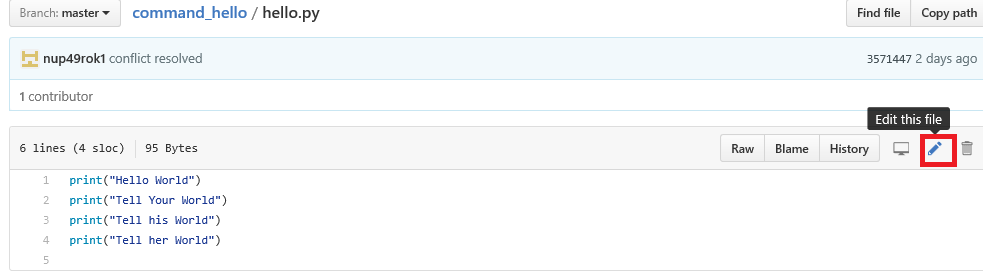 Branch: master command_hello / hello.py Find file Copy path
nup49rok1 conflict resolved 3571447 2 days ago
1 contributor
Edit this file
6 lines (4 sloc) 95 Bytes Raw Blame History
1 print("Hello World")
2 print("Tell Your World")
3 print("Tell his World")
4 print("Tell her World")
5